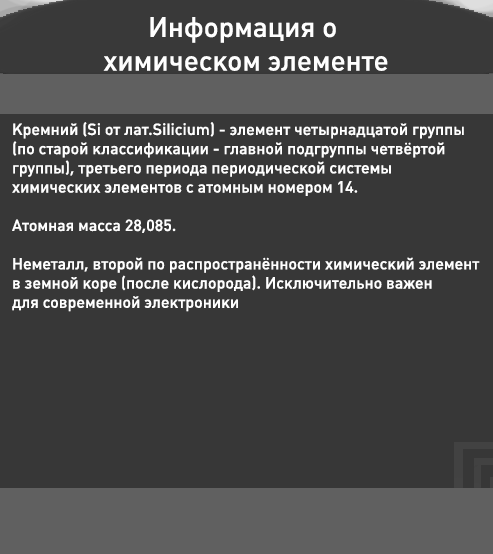 Информация о
химическом элементе
Кремний (Si от лат.Silicium) - элемент четырнадцатой группы
(по старой классификации - главной подгруппы четвёртой
группы), третьего периода периодической системы
химических элементов с атомным номером 14.
Атомная масса 28,085.
Неметалл, второй по распространённости химический элемент
в земной коре (после кислорода). Исключительно важен
для современной электроники